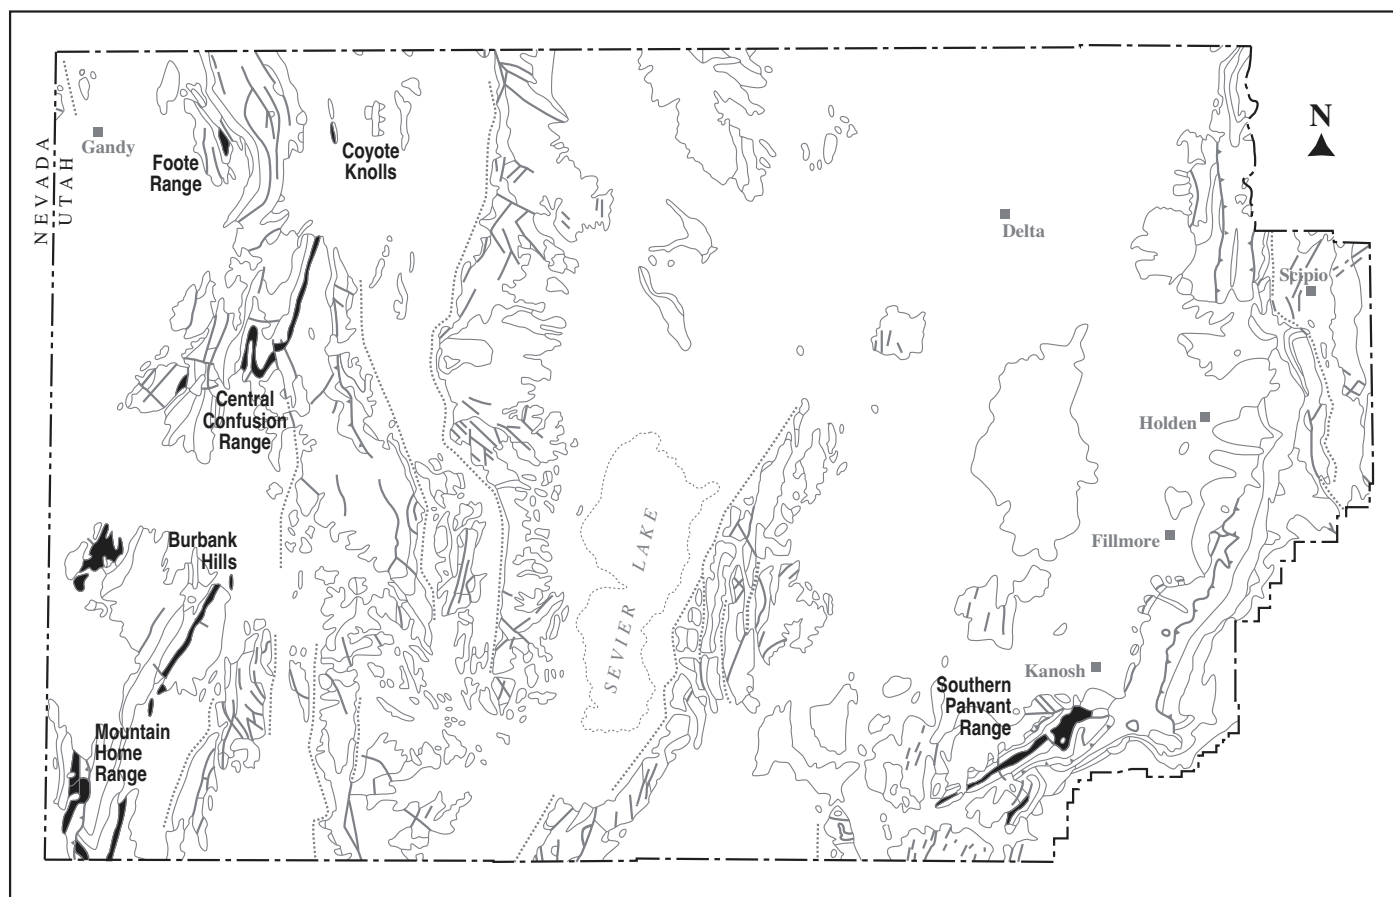 N
NEVADA
UTAH
Gandy
Foote
Range
Coyote
Knolls
Delta
Scipio
Central
Confusion
Range
Holden
Burbank
Hills
SEVIER LAKE
Fillmore
Kanosh
Southern
Pahvant
Range
Mountain
Home
Range